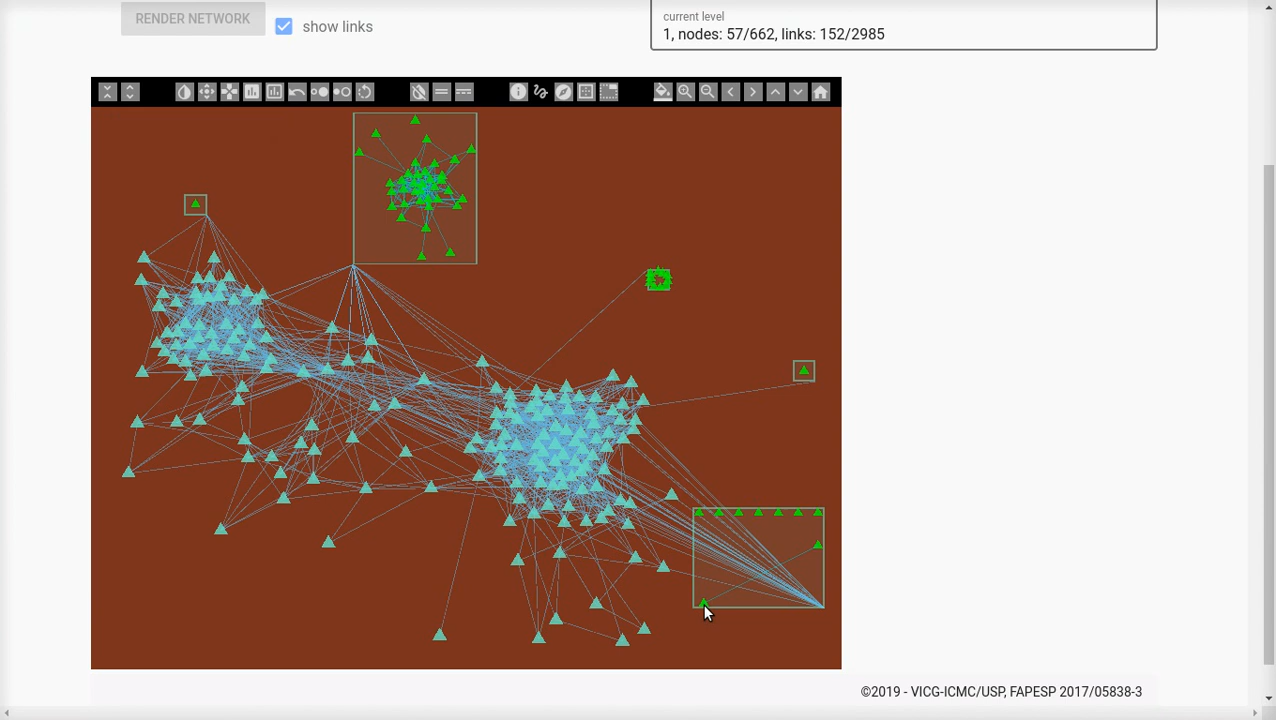 RENDER NETWORK
show links
current level
1, nodes: 57/662, links: 152/2985
©2019 - VICG-ICMC/USP, FAPESP 2017/05838-3